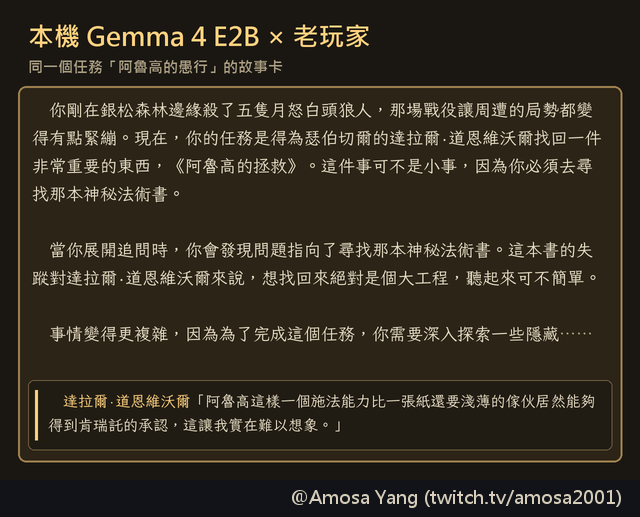 本機 Gemma 4 E2B × 老玩家
同一個任務「阿魯高的愚行」的故事卡
你剛在銀松森林邊緣殺了五隻月怒白頭狼人，那場戰役讓周遭的局勢都變
得有點緊繃。現在，你的任務是得為瑟伯切爾的達拉爾·道恩維沃爾找回一件
非常重要的東西，《阿魯高的拯救》。這件事可不是小事，因為你必須去尋
找那本神秘法術書。
當你展開追問時，你會發現問題指向了尋找那本神秘法術書。這本書的失
蹤對達拉爾·道恩維沃爾來說，想找回來絕對是個大工程，聽起來可不簡單。
事情變得更複雜，因為為了完成這個任務，你需要深入探索一些隱藏⋯⋯
達拉爾·道恩維沃爾「阿魯高這樣一個施法能力比一張紙還要淺薄的傢伙居然能夠
得到肯瑞託的承認，這讓我實在難以想象。」
@Amosa Yang (twitch.tv/amosa2001)